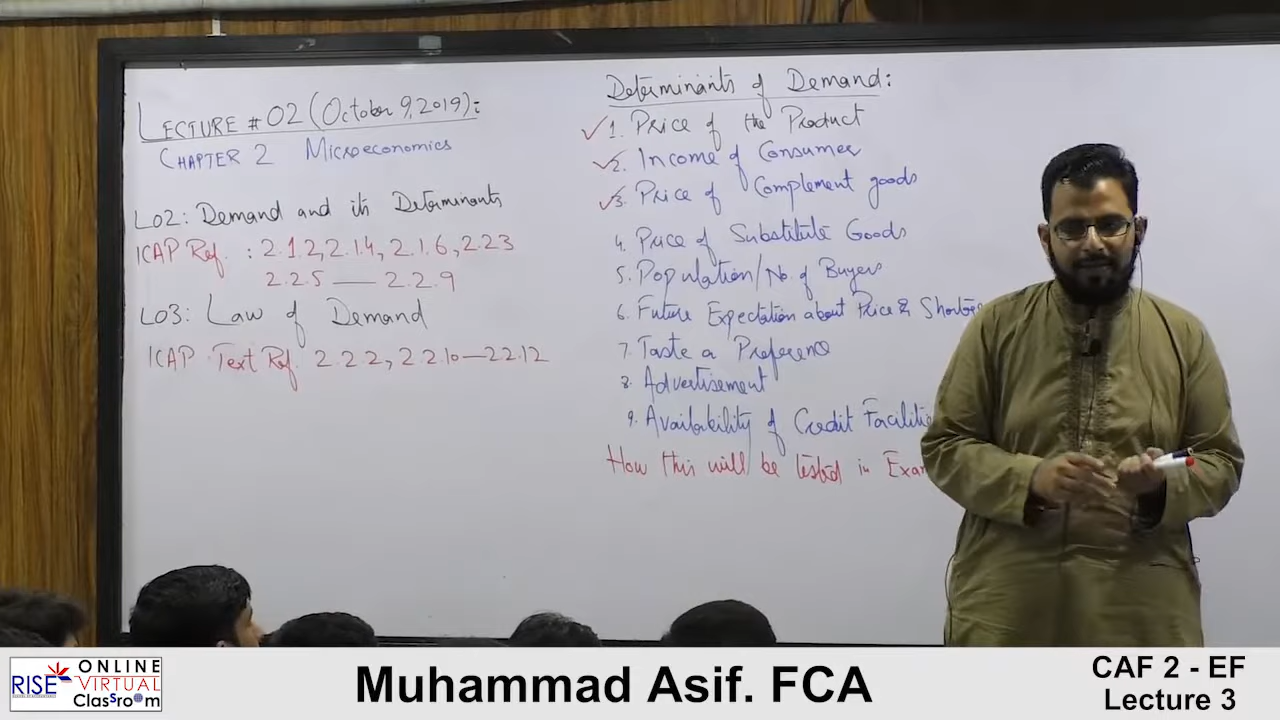 LECTURE # 02 (October 9, 2019):
CHAPTER 2 Microeconomics
LO2: Demand and its Determinants
ICAP Ref. : 2.1.2, 2.1.4, 2.1.6, 2.2.3
2.2.5 — 2.2.9
LO3: Law of Demand
ICAP Text Ref. 2.2.2, 2.2.10 — 2.2.12
Determinants of Demand:
1. Price of the Product
2. Income of Consumer
3. Price of Complement goods
4. Price of Substitute Goods
5. Population/No. of Buyers
6. Future Expectation about Price &
7. Taste a Preference
8. Advertisement
9. Availability of Credit
How this will be tested in
RISE
ONLINE
VIRTUAL
Classroom
Muhammad Asif. FCA
CAF 2 - EF
Lecture 3